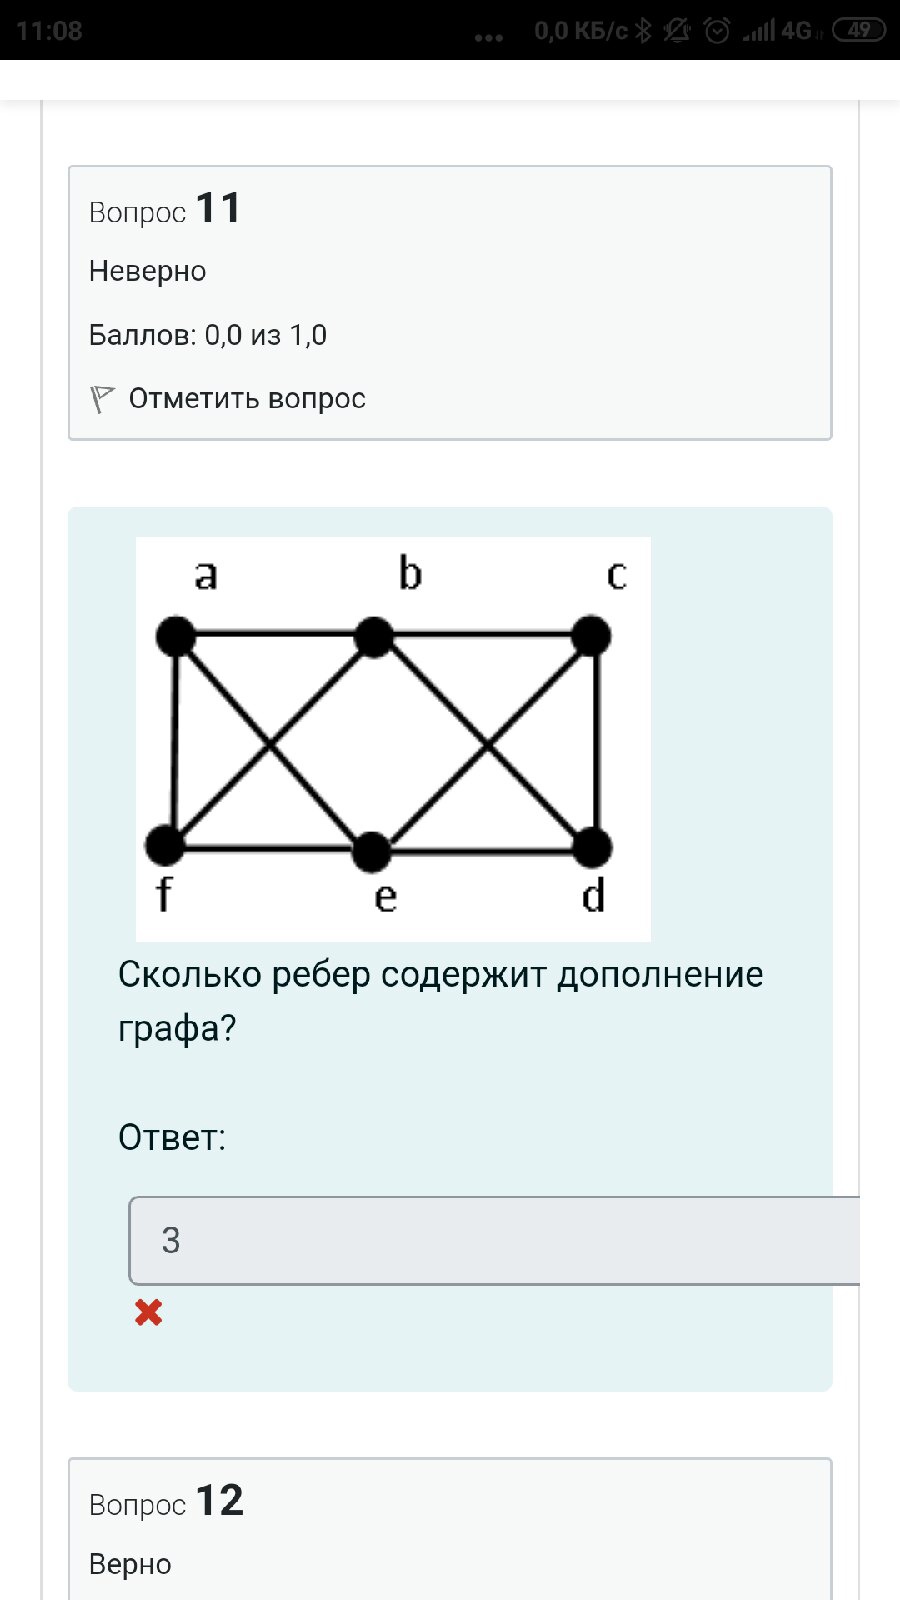 11:08
... 0,0 КБ/с 4G 49
Вопрос 11
Неверно
Баллов: 0,0 из 1,0
Отметить вопрос
a b c
f e d
Сколько ребер содержит дополнение
графа?
Ответ:
3
Вопрос 12
Верно